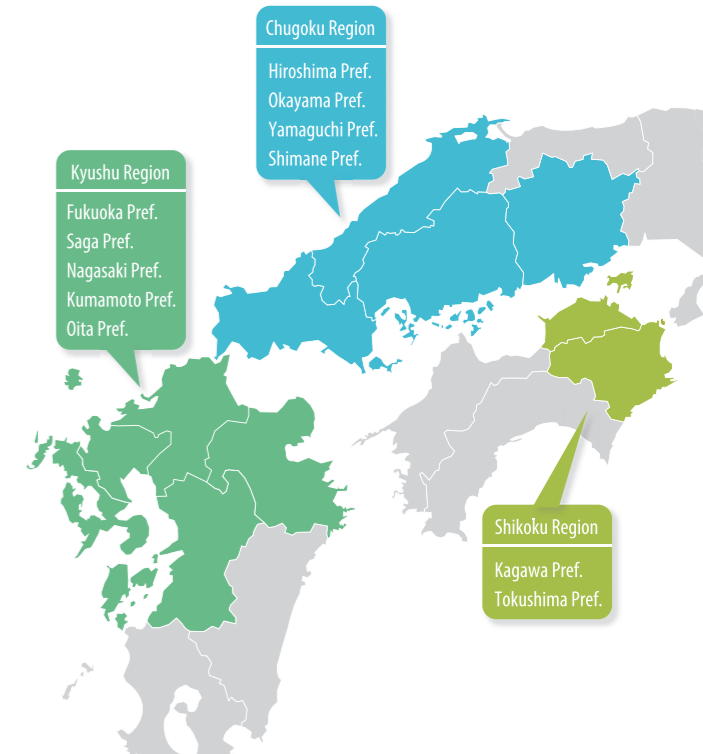 Chugoku Region
Hiroshima Pref.
Okayama Pref.
Yamaguchi Pref.
Shimane Pref.
Kyushu Region
Fukuoka Pref.
Saga Pref.
Nagasaki Pref.
Kumamoto Pref.
Oita Pref.
Shikoku Region
Kagawa Pref.
Tokushima Pref.